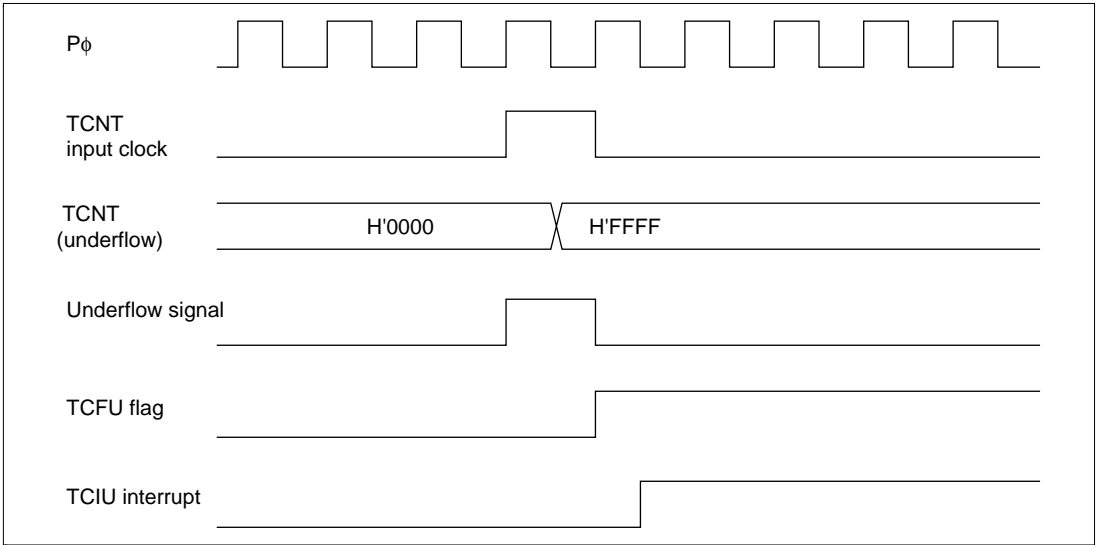 Pφ
TCNT
input clock
TCNT
(underflow)
H'0000
H'FFFF
Underflow signal
TCFU flag
TCIU interrupt